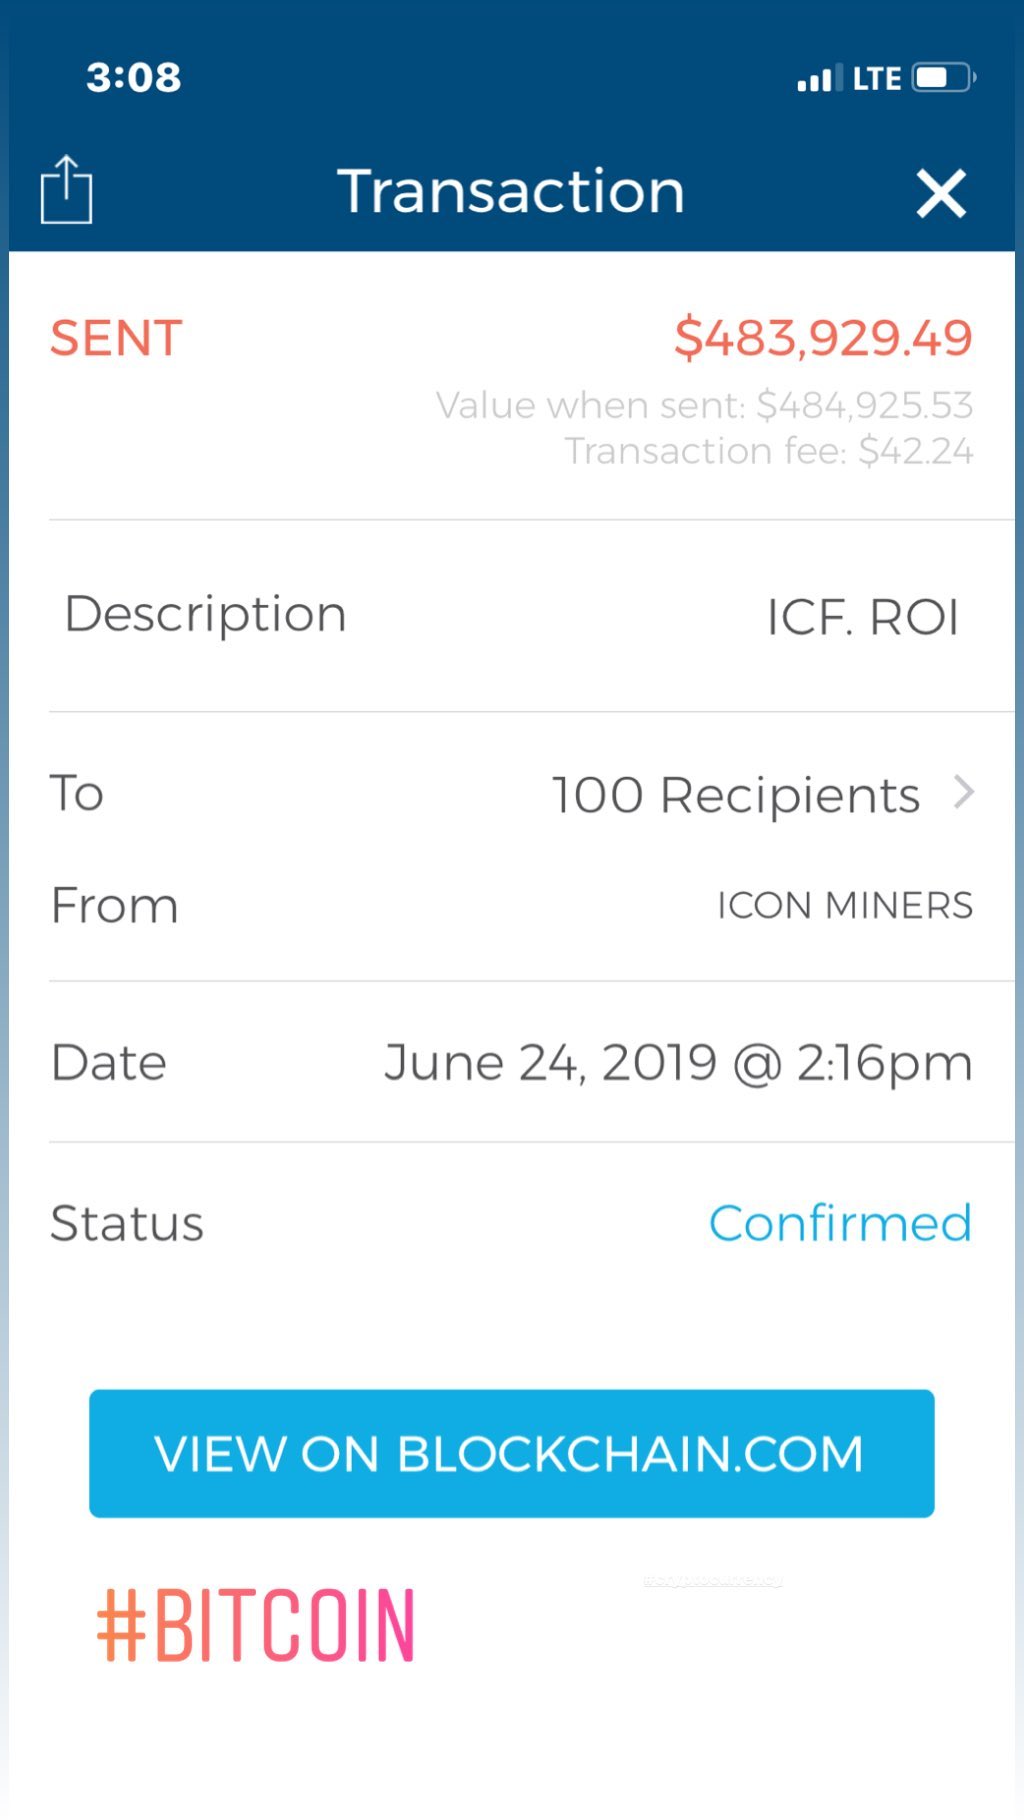 3:08 LTE
Transaction
SENT $483,929.49
Value when sent: $484,925.53
Transaction fee: $42.24
Description ICF. ROI
To 100 Recipients
From ICON MINERS
Date June 24, 2019 @ 2:16pm
Status Confirmed
VIEW ON BLOCKCHAIN.COM
#cryptocurrency
#BITCOIN